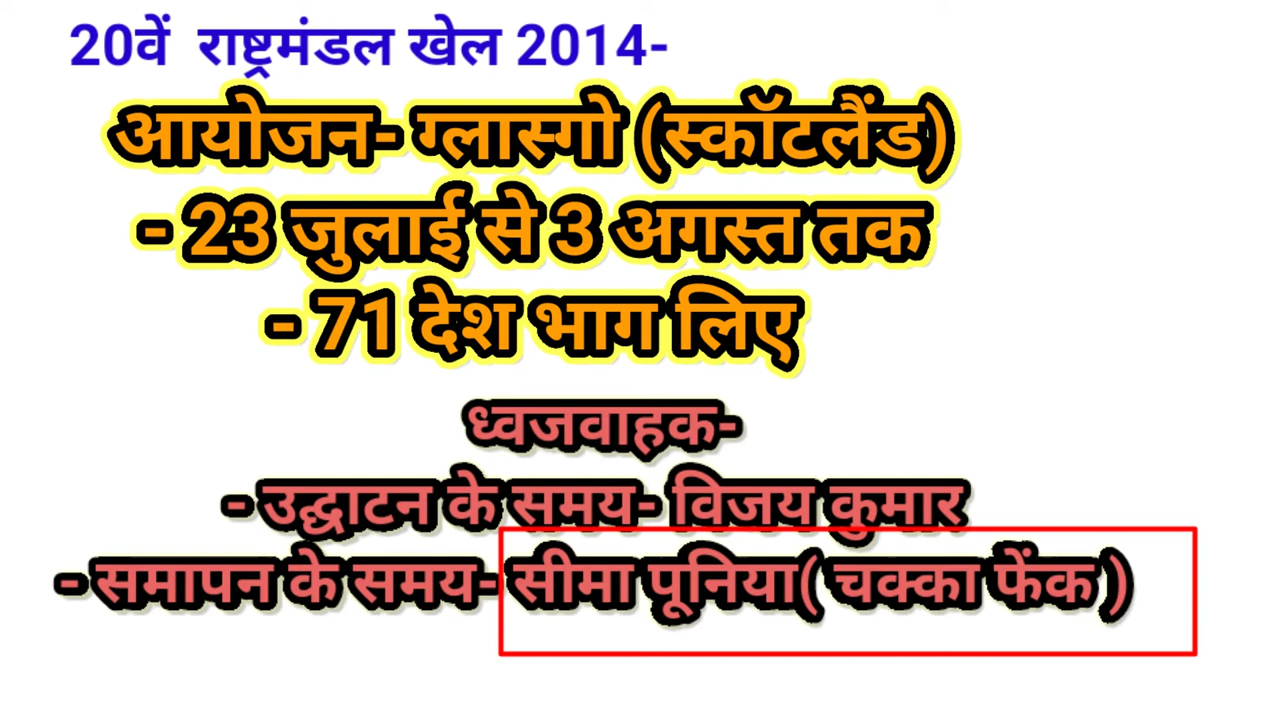 20वें राष्ट्रमंडल खेल 2014-
आयोजन- ग्लास्गो (स्कॉटलैंड)
- 23 जुलाई से 3 अगस्त तक
- 71 देश भाग लिए
ध्वजवाहक-
- उद्घाटन के समय- विजय कुमार
- समापन के समय- सीमा पूनिया( चक्का फेंक )